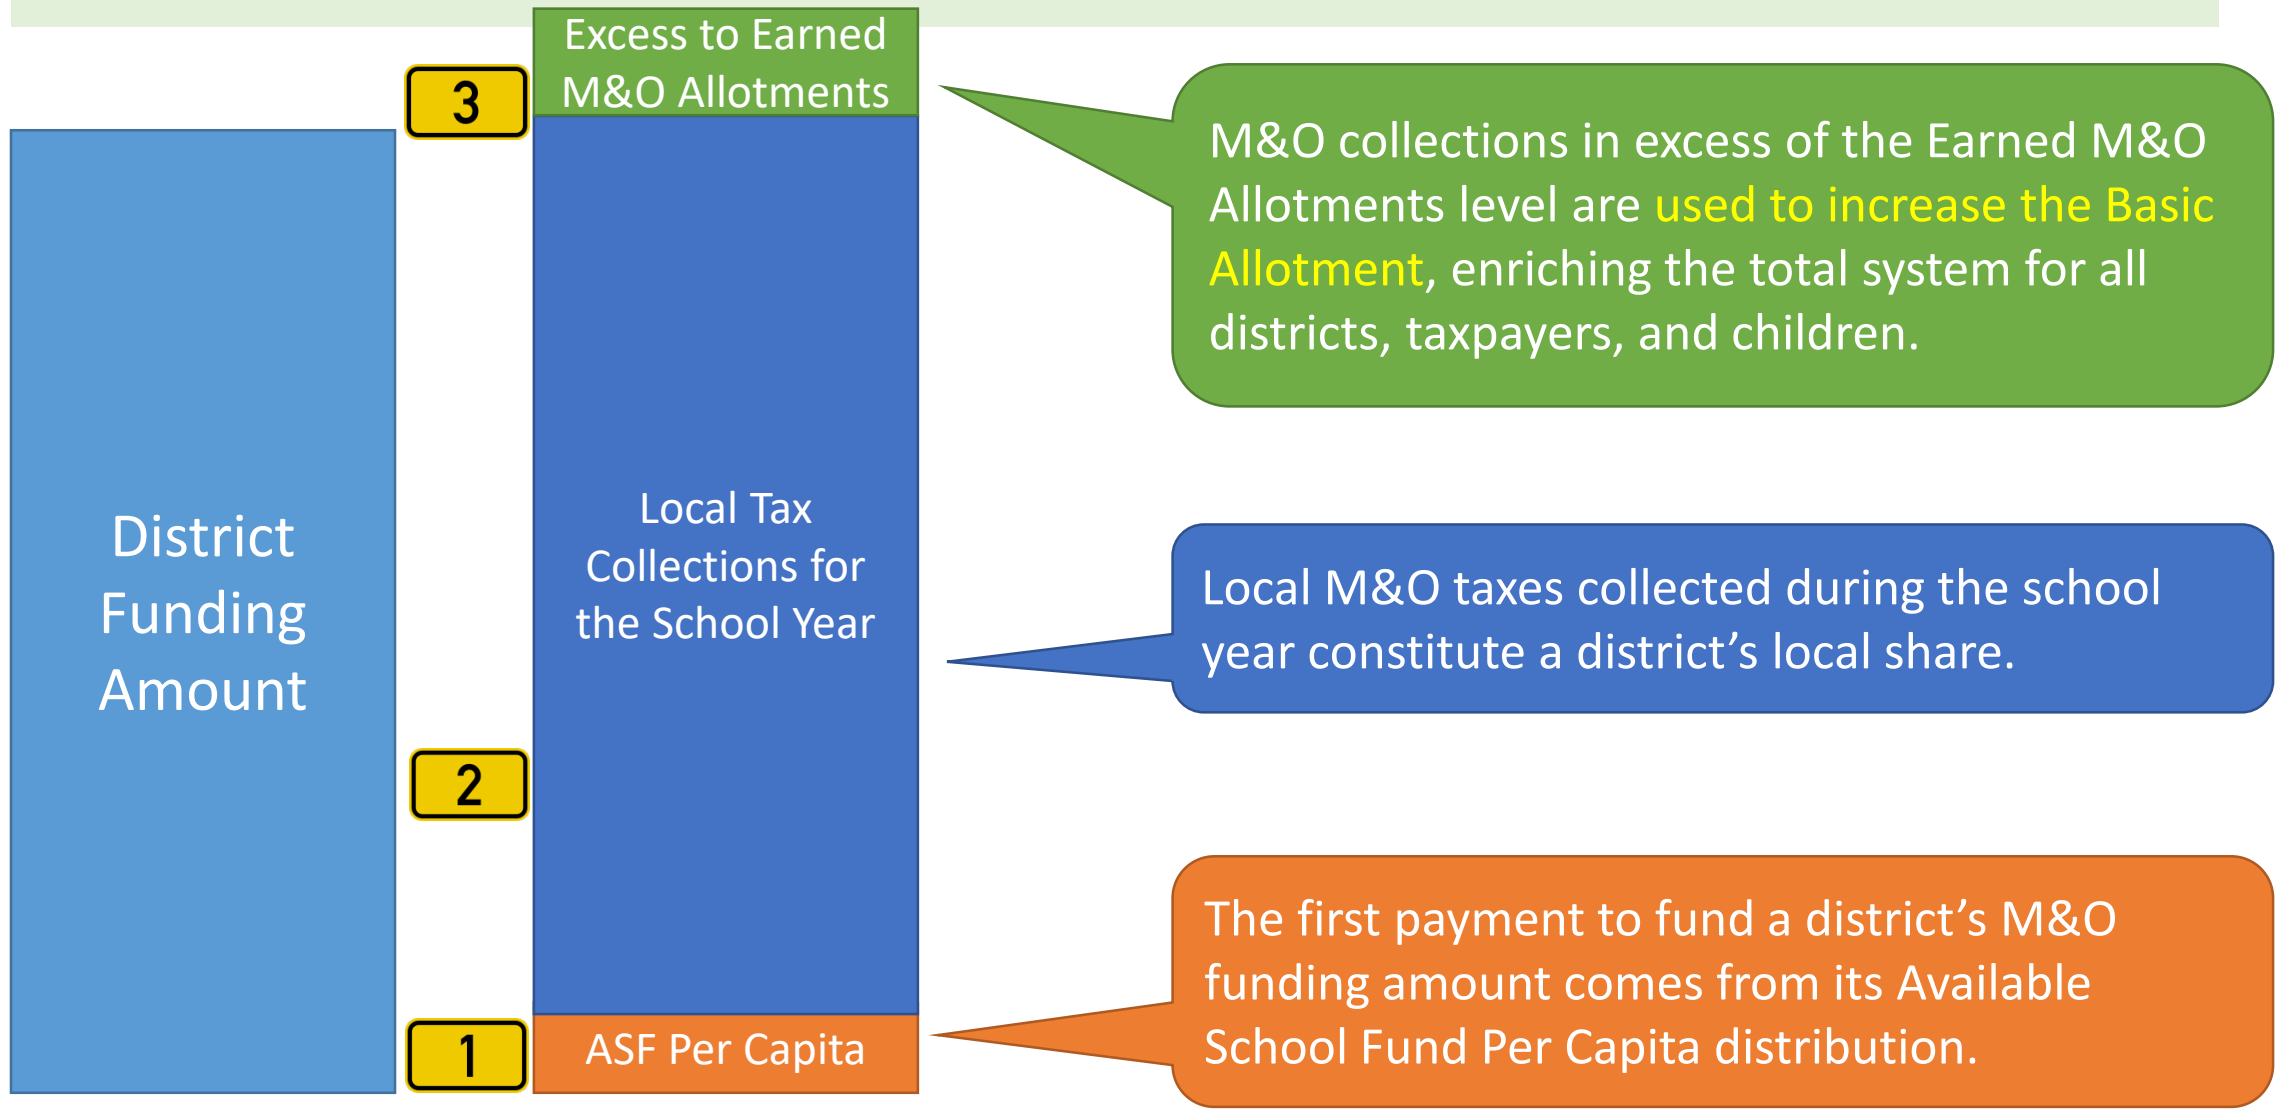 Excess to Earned
M&O Allotments
3
M&O collections in excess of the Earned M&O
Allotments level are used to increase the Basic
Allotment, enriching the total system for all
districts, taxpayers, and children.
District
Funding
Amount
Local Tax
Collections for
the School Year
Local M&O taxes collected during the school
year constitute a district’s local share.
2
1
ASF Per Capita
The first payment to fund a district’s M&O
funding amount comes from its Available
School Fund Per Capita distribution.